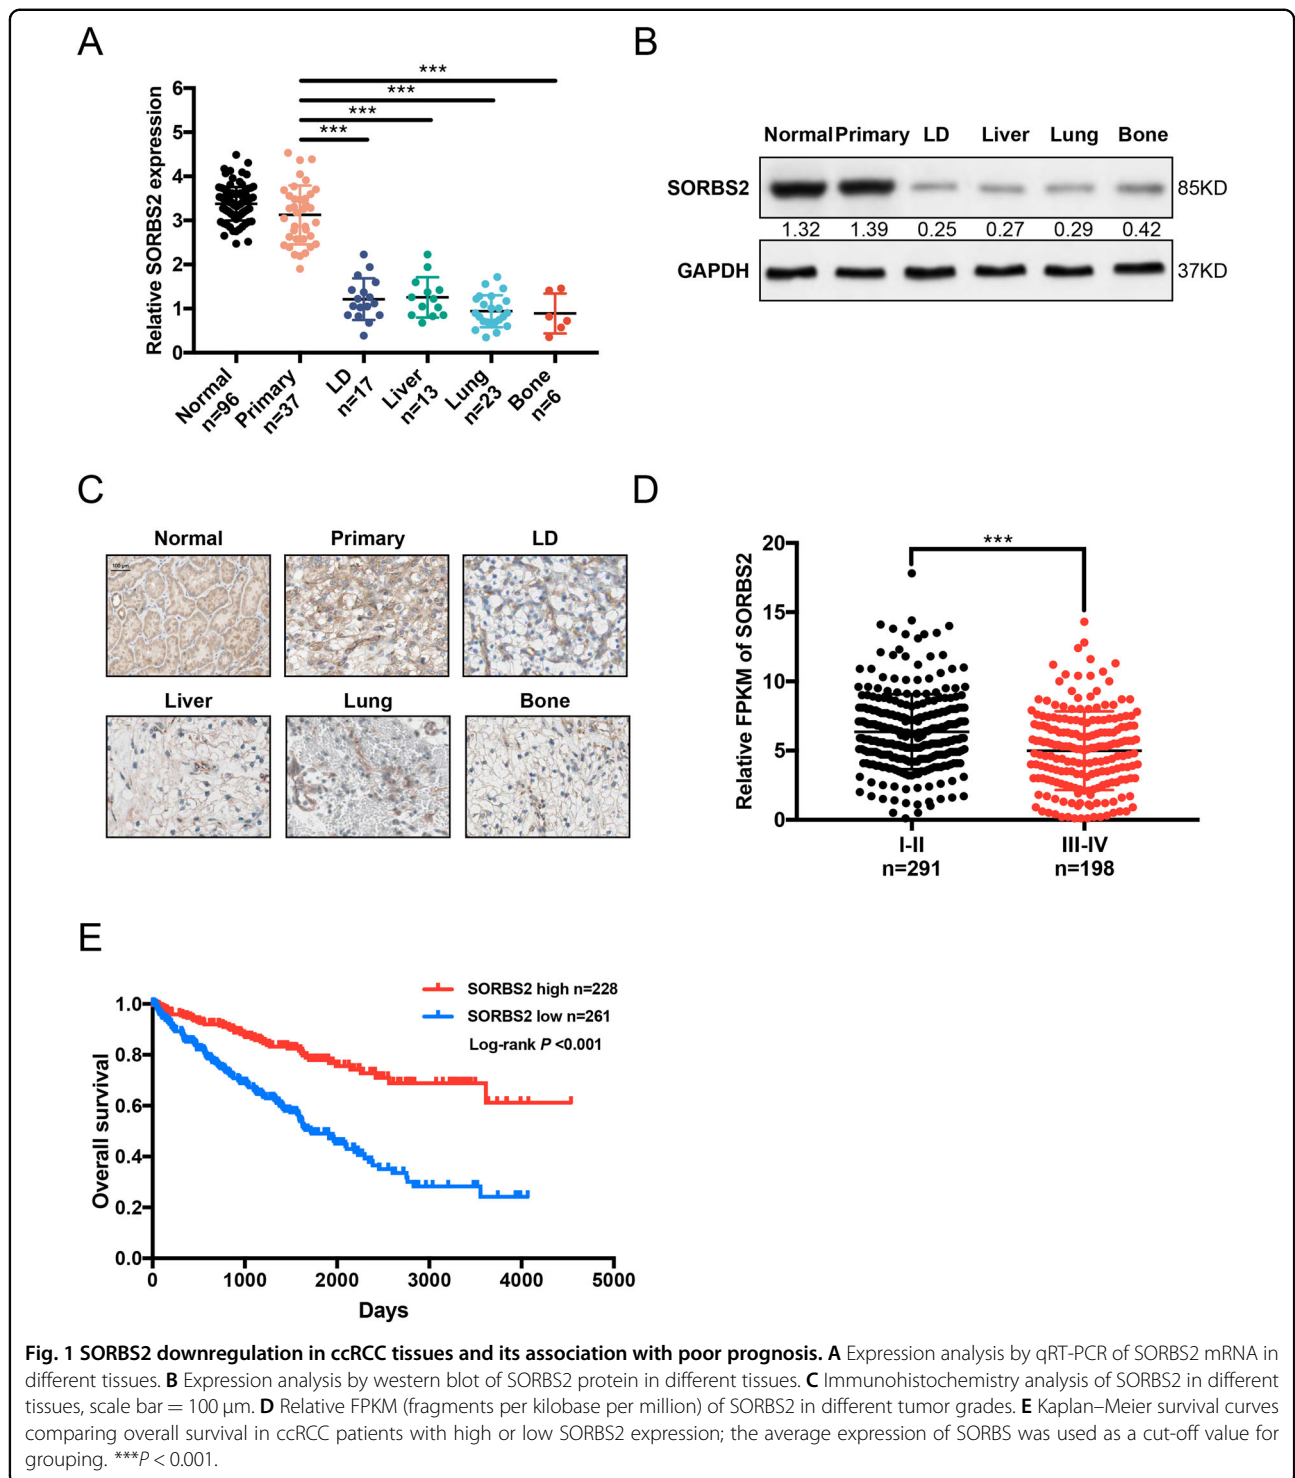 A
Relative SORBS2 expression
6
5
4
3
2
1
0
***
***
***
***
Normal
n=96
Primary
n=37
LD
n=17
Liver
n=13
Lung
n=23
Bone
n=6
B
Normal Primary LD Liver Lung Bone
SORBS2 85KD
1.32 1.39 0.25 0.27 0.29 0.42
GAPDH 37KD
C
Normal Primary LD
100 μm
Liver Lung Bone
D
Relative FPKM of SORBS2
20
15
10
5
0
***
I-II III-IV
n=291 n=198
E
Overall survival
1.0
0.8
0.6
0.4
0.2
0.0
SORBS2 high n=228
SORBS2 low n=261
Log-rank P <0.001
0 1000 2000 3000 4000 5000
Days
Fig. 1 SORBS2 downregulation in ccRCC tissues and its association with poor prognosis. A Expression analysis by qRT-PCR of SORBS2 mRNA in
different tissues. B Expression analysis by western blot of SORBS2 protein in different tissues. C Immunohistochemistry analysis of SORBS2 in different
tissues, scale bar = 100 μm. D Relative FPKM (fragments per kilobase per million) of SORBS2 in different tumor grades. E Kaplan–Meier survival curves
comparing overall survival in ccRCC patients with high or low SORBS2 expression; the average expression of SORBS was used as a cut-off value for
grouping. ***P < 0.001.